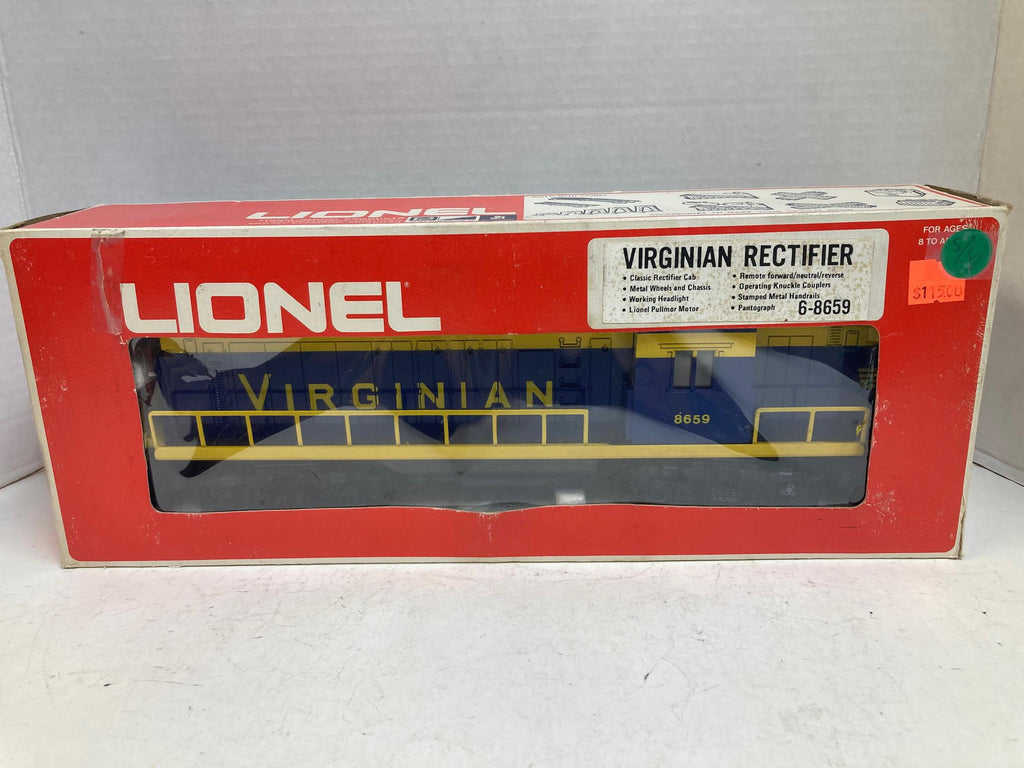 LIONEL
FOR AGES
8 TO
$115.00
LIONEL
VIRGINIAN RECTIFIER
• Classic Rectifier Cab
• Metal Wheels and Chassis
• Working Headlight
• Lionel Pullmor Motor
• Remote forward/neutral/reverse
• Operating Knuckle Couplers
• Stamped Metal Handrails
• Pantograph
6-8659
VIRGINIAN
8659